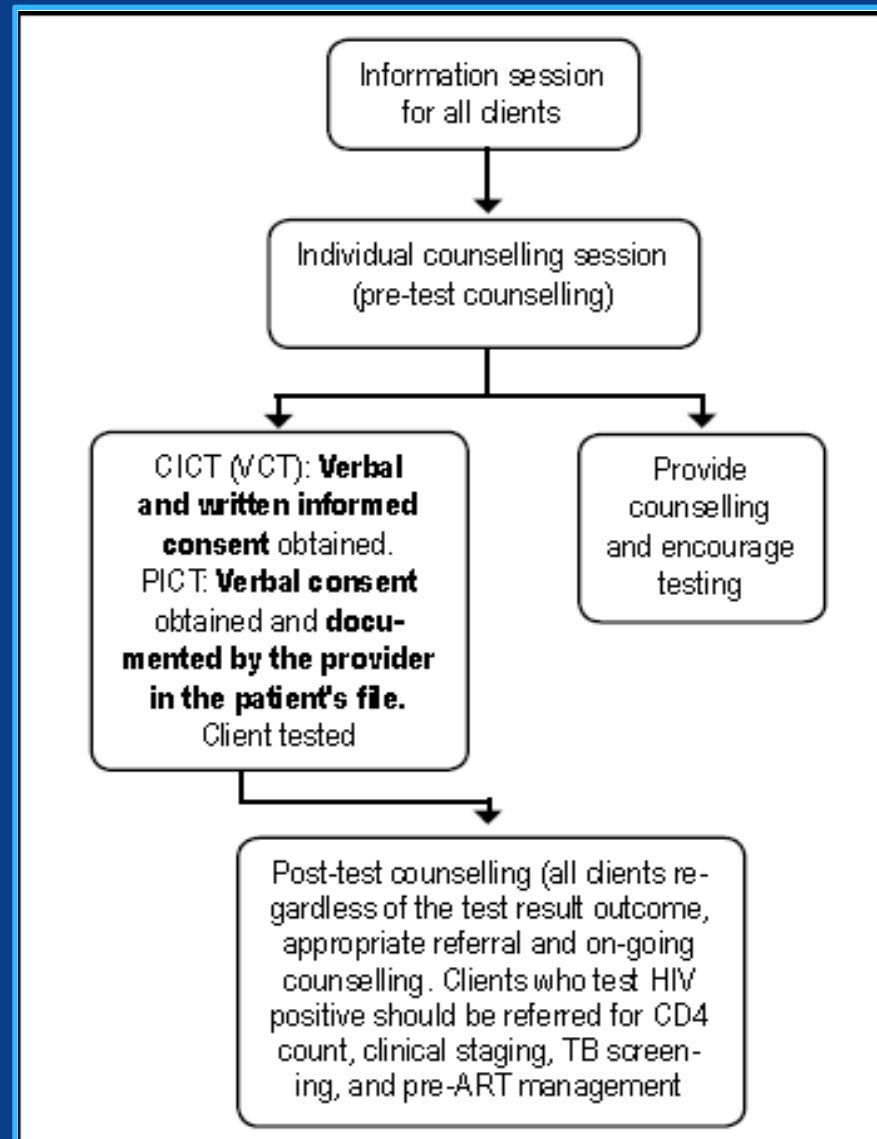 Information session
for all clients
Individual counselling session
(pre-test counselling)
CICT (VCT): Verbal
and written informed
consent obtained.
PICT: Verbal consent
obtained and docu-
mented by the provider
in the patient's file.
Client tested
Provide
counselling
and encourage
testing
Post-test counselling (all clients re-
gardless of the test result outcome,
appropriate referral and on-going
counselling. Clients who test HIV
positive should be referred for CD4
count, clinical staging, TB screen-
ing, and pre-ART management